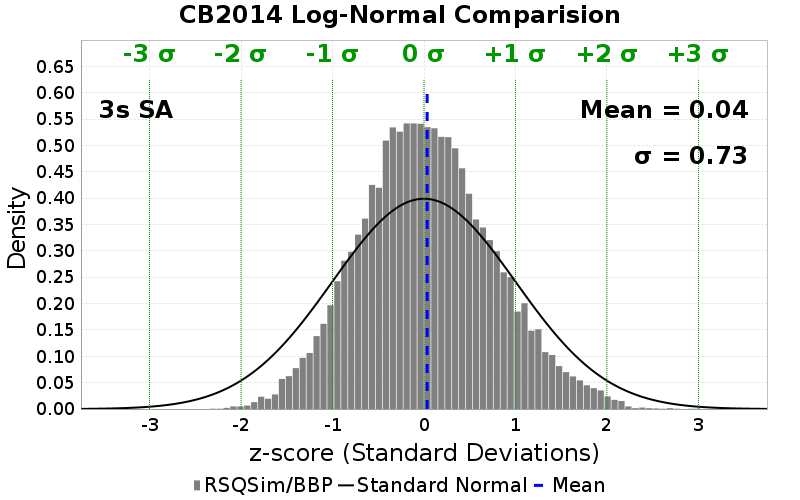 CB2014 Log-Normal Comparision
-3 σ -2 σ -1 σ 0 σ +1 σ +2 σ +3 σ
3s SA
Mean = 0.04
σ = 0.73
Density
0.65
0.60
0.55
0.50
0.45
0.40
0.35
0.30
0.25
0.20
0.15
0.10
0.05
0.00
-3 -2 -1 0 1 2 3
z-score (Standard Deviations)
RSQSim/BBP Standard Normal Mean